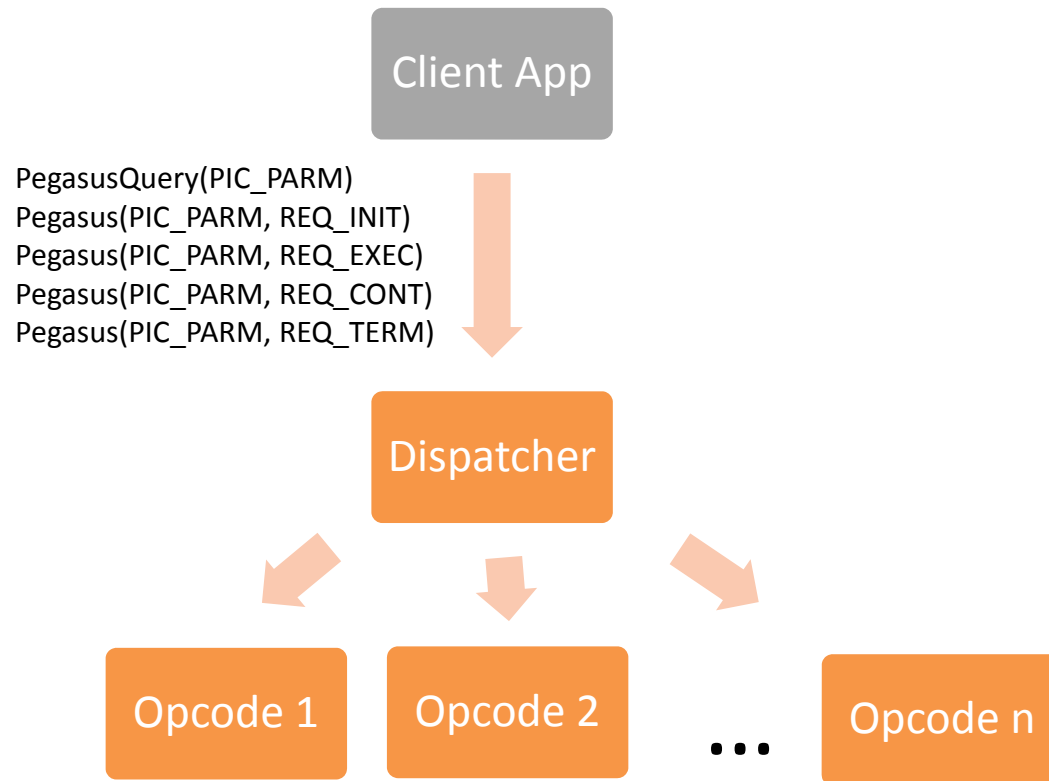 Client App
PegasusQuery(PIC_PARM)
Pegasus(PIC_PARM, REQ_INIT)
Pegasus(PIC_PARM, REQ_EXEC)
Pegasus(PIC_PARM, REQ_CONT)
Pegasus(PIC_PARM, REQ_TERM)
Dispatcher
Opcode 1
Opcode 2
...
Opcode n